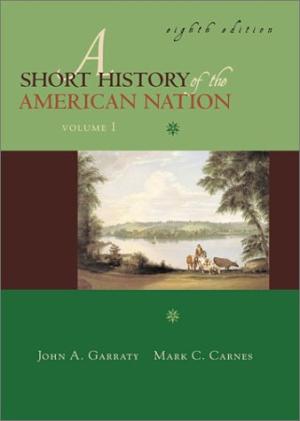 eighth edition
A
SHORT HISTORY of the
AMERICAN NATION
VOLUME I
JOHN A. GARRATY MARK C. CARNES